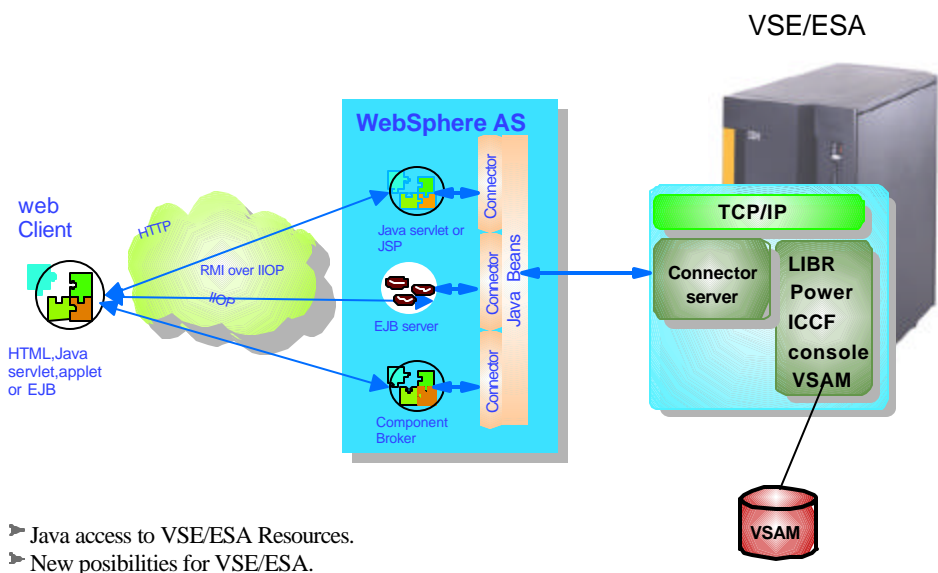 VSE/ESA
WebSphere AS
web
Client
HTML,Java
servlet,applet
or EJB
HTTP
RMI over IIOP
IIOP
Java servlet or
JSP
EJB server
Component
Broker
Connector
Connector
Connector
Java Beans
TCP/IP
Connector
server
LIBR
Power
ICCF
console
VSAM
VSAM
Java access to VSE/ESA Resources.
New posibilities for VSE/ESA.